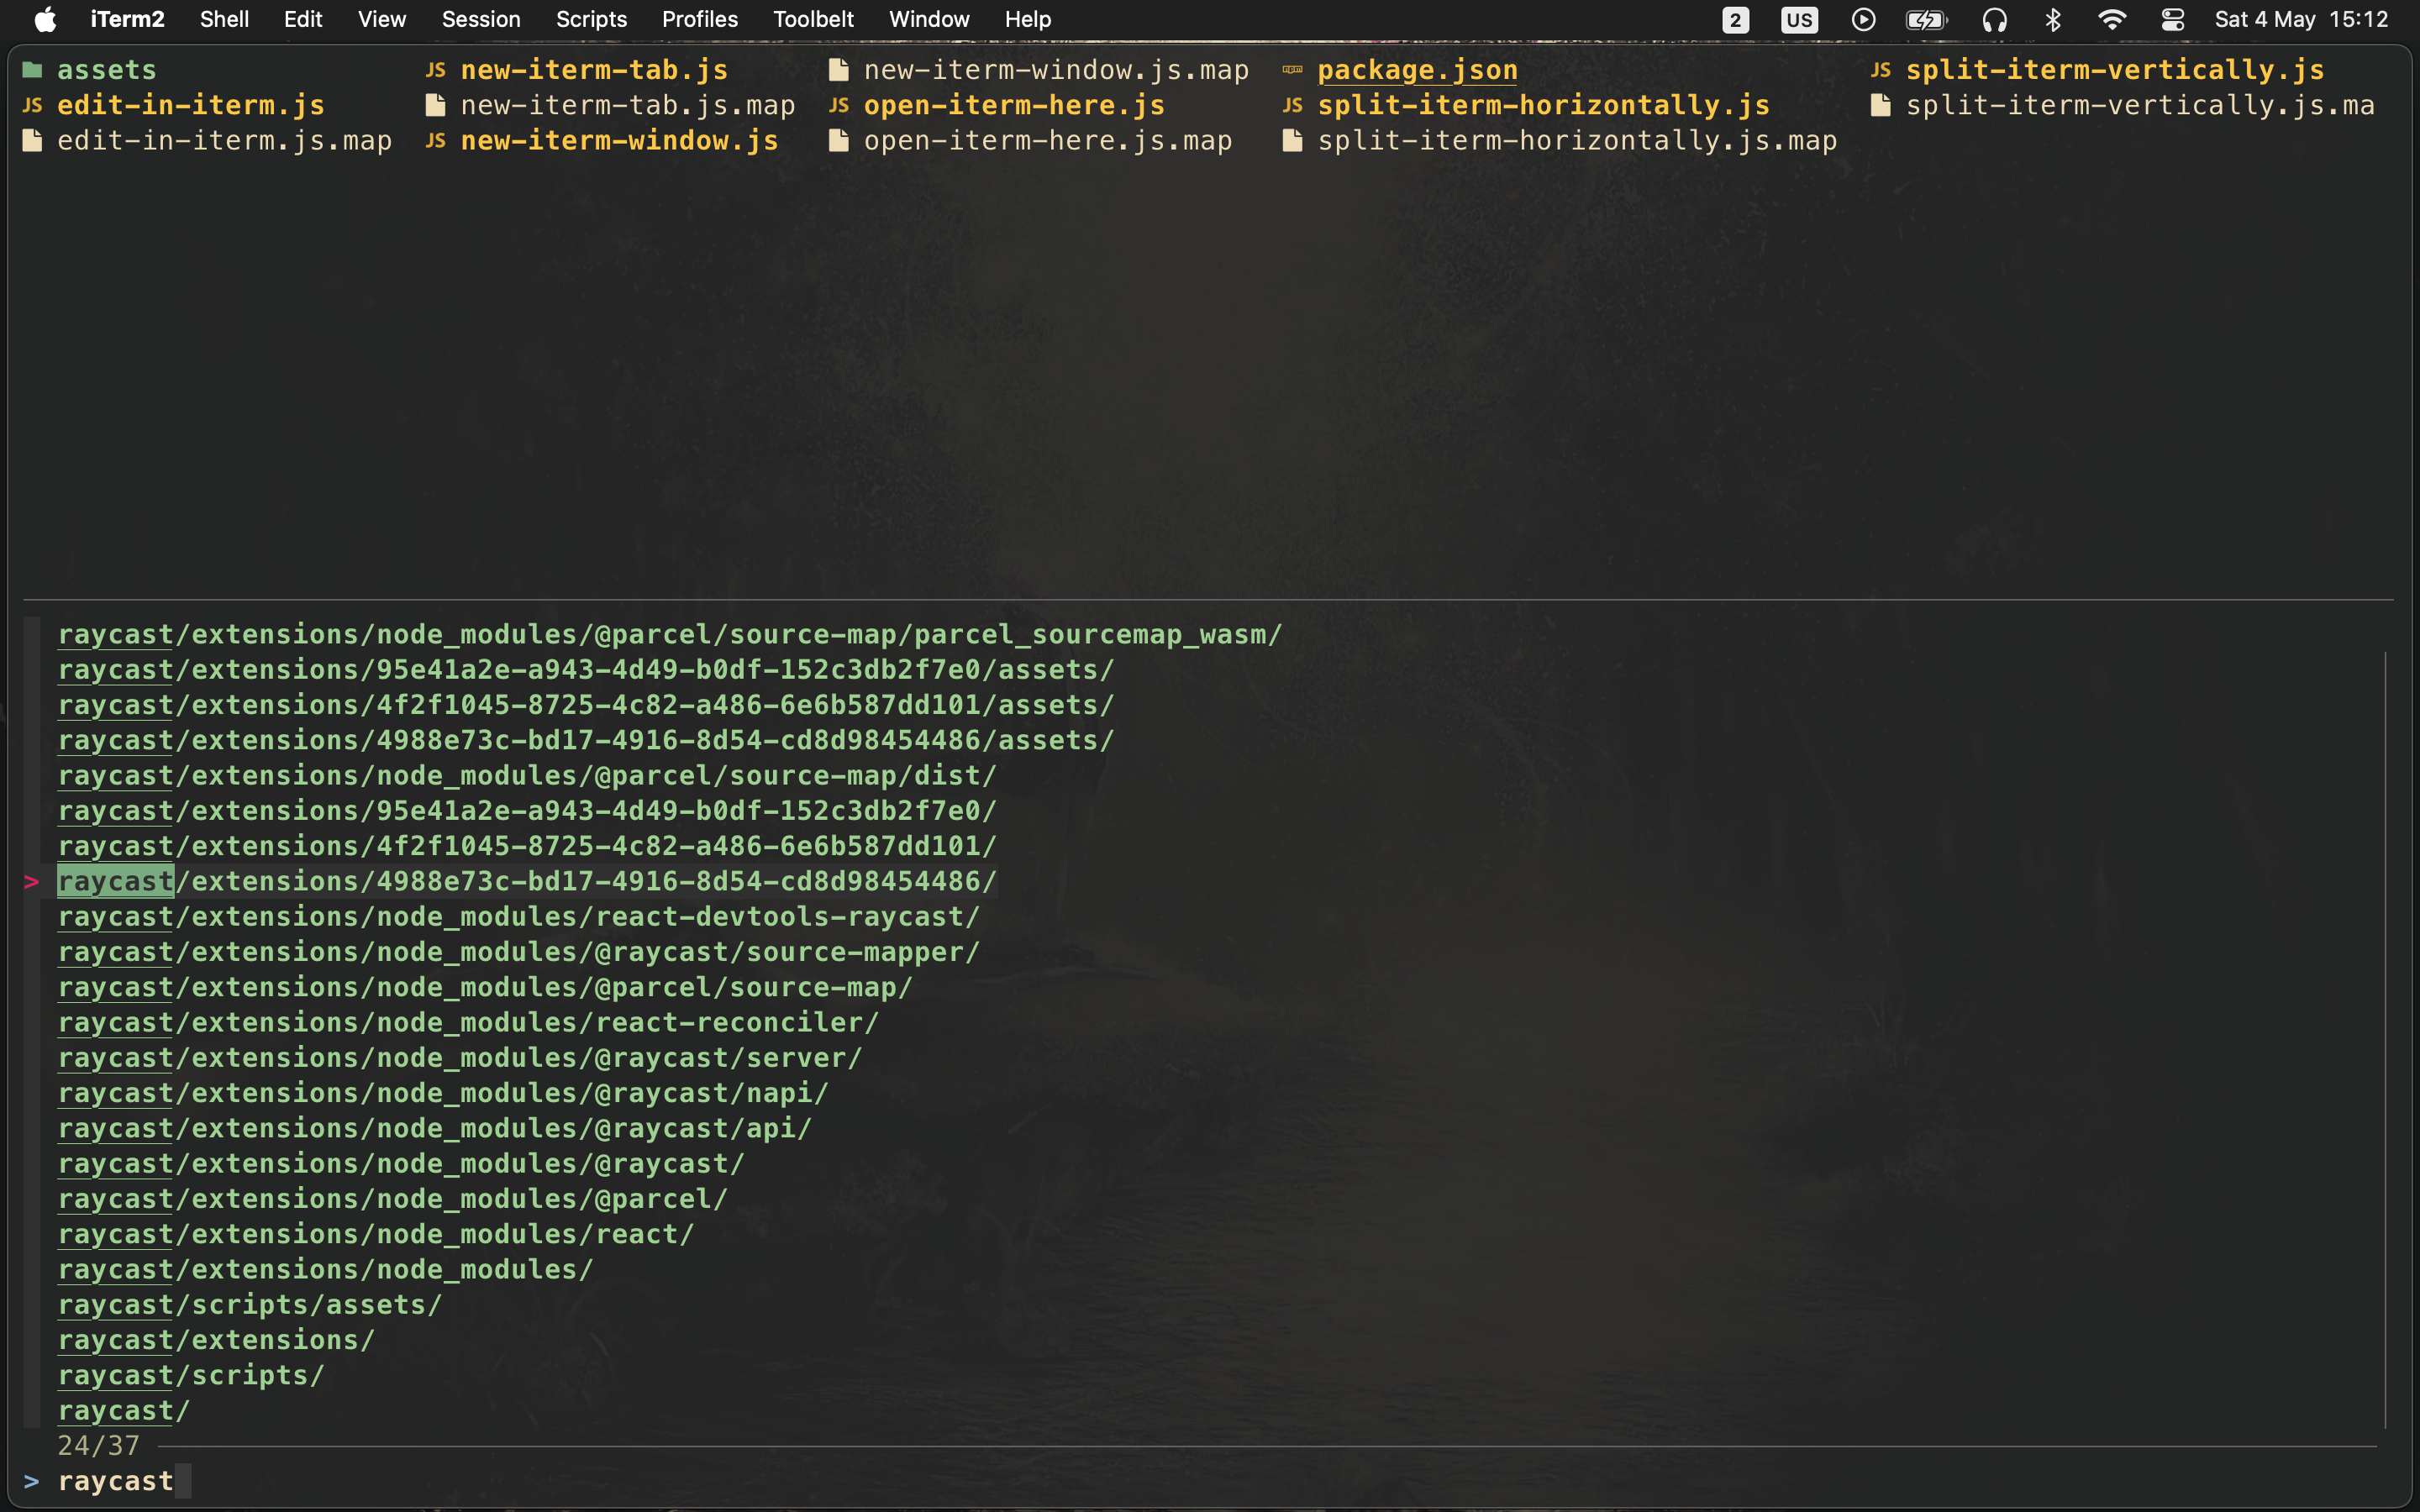 iTerm2 Shell Edit View Session Scripts Profiles Toolbelt Window Help 2 US Sat 4 May 15:12
assets JS new-iterm-tab.js new-iterm-window.js.map npm package.json JS split-iterm-vertically.js
JS edit-in-iterm.js new-iterm-tab.js.map JS open-iterm-here.js JS split-iterm-horizontally.js split-iterm-vertically.js.ma
edit-in-iterm.js.map JS new-iterm-window.js open-iterm-here.js.map split-iterm-horizontally.js.map
raycast/extensions/node_modules/@parcel/source-map/parcel_sourcemap_wasm/
raycast/extensions/95e41a2e-a943-4d49-b0df-152c3db2f7e0/assets/
raycast/extensions/4f2f1045-8725-4c82-a486-6e6b587dd101/assets/
raycast/extensions/4988e73c-bd17-4916-8d54-cd8d98454486/assets/
raycast/extensions/node_modules/@parcel/source-map/dist/
raycast/extensions/95e41a2e-a943-4d49-b0df-152c3db2f7e0/
raycast/extensions/4f2f1045-8725-4c82-a486-6e6b587dd101/
> raycast/extensions/4988e73c-bd17-4916-8d54-cd8d98454486/
raycast/extensions/node_modules/react-devtools-raycast/
raycast/extensions/node_modules/@raycast/source-mapper/
raycast/extensions/node_modules/@parcel/source-map/
raycast/extensions/node_modules/react-reconciler/
raycast/extensions/node_modules/@raycast/server/
raycast/extensions/node_modules/@raycast/napi/
raycast/extensions/node_modules/@raycast/api/
raycast/extensions/node_modules/@raycast/
raycast/extensions/node_modules/@parcel/
raycast/extensions/node_modules/react/
raycast/extensions/node_modules/
raycast/scripts/assets/
raycast/extensions/
raycast/scripts/
raycast/
24/37
> raycast